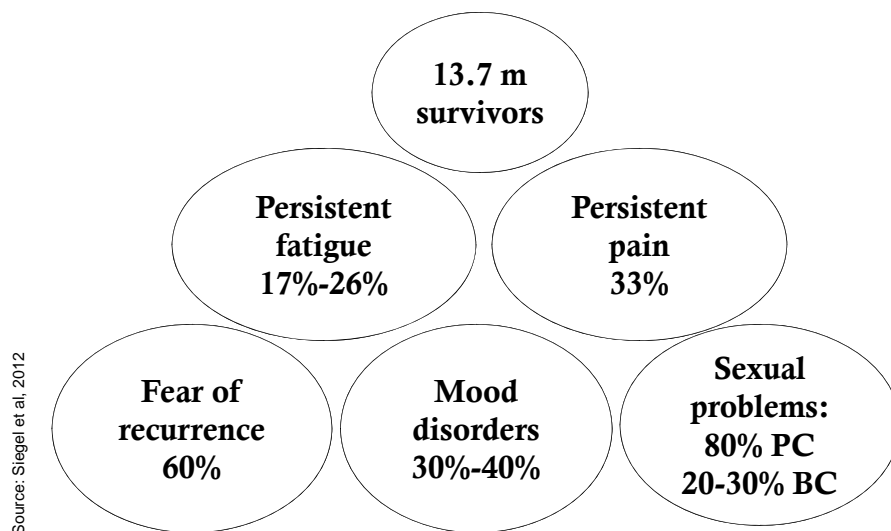 13.7 m
survivors
Persistent
fatigue
17%-26%
Persistent
pain
33%
Fear of
recurrence
60%
Mood
disorders
30%-40%
Sexual
problems:
80% PC
20-30% BC
Source: Siegel et al, 2012